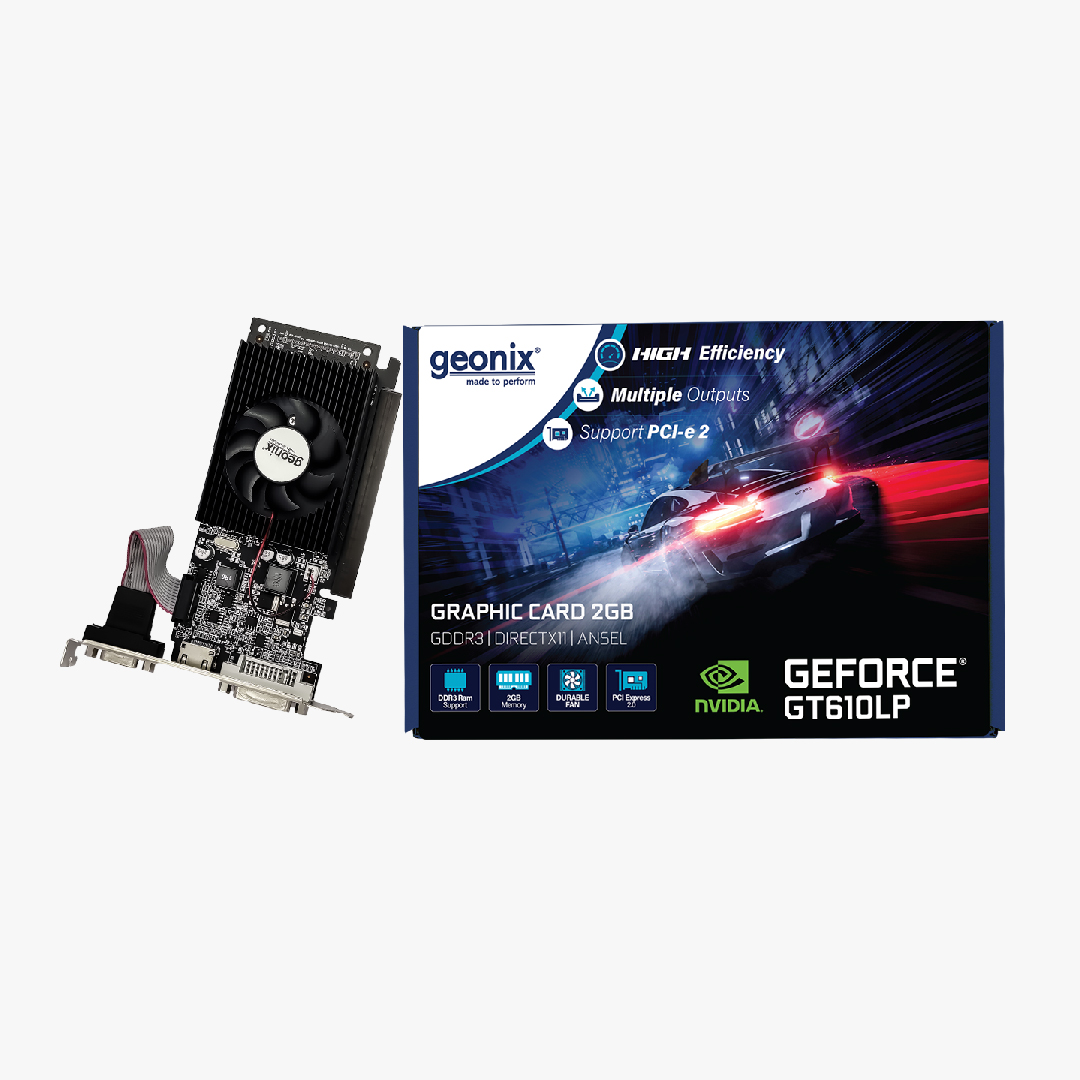 geonix®
made to perform
HIGH Efficiency
Multiple Outputs
Support PCI-e 2
geonix
GRAPHIC CARD 2GB
GDDR3 | DIRECTX11 | ANSEL
DDR3 Ram
Support
2GB
Memory
DURABLE
FAN
PCI Express
2.0
NVIDIA.
GEFORCE®
GT610LP